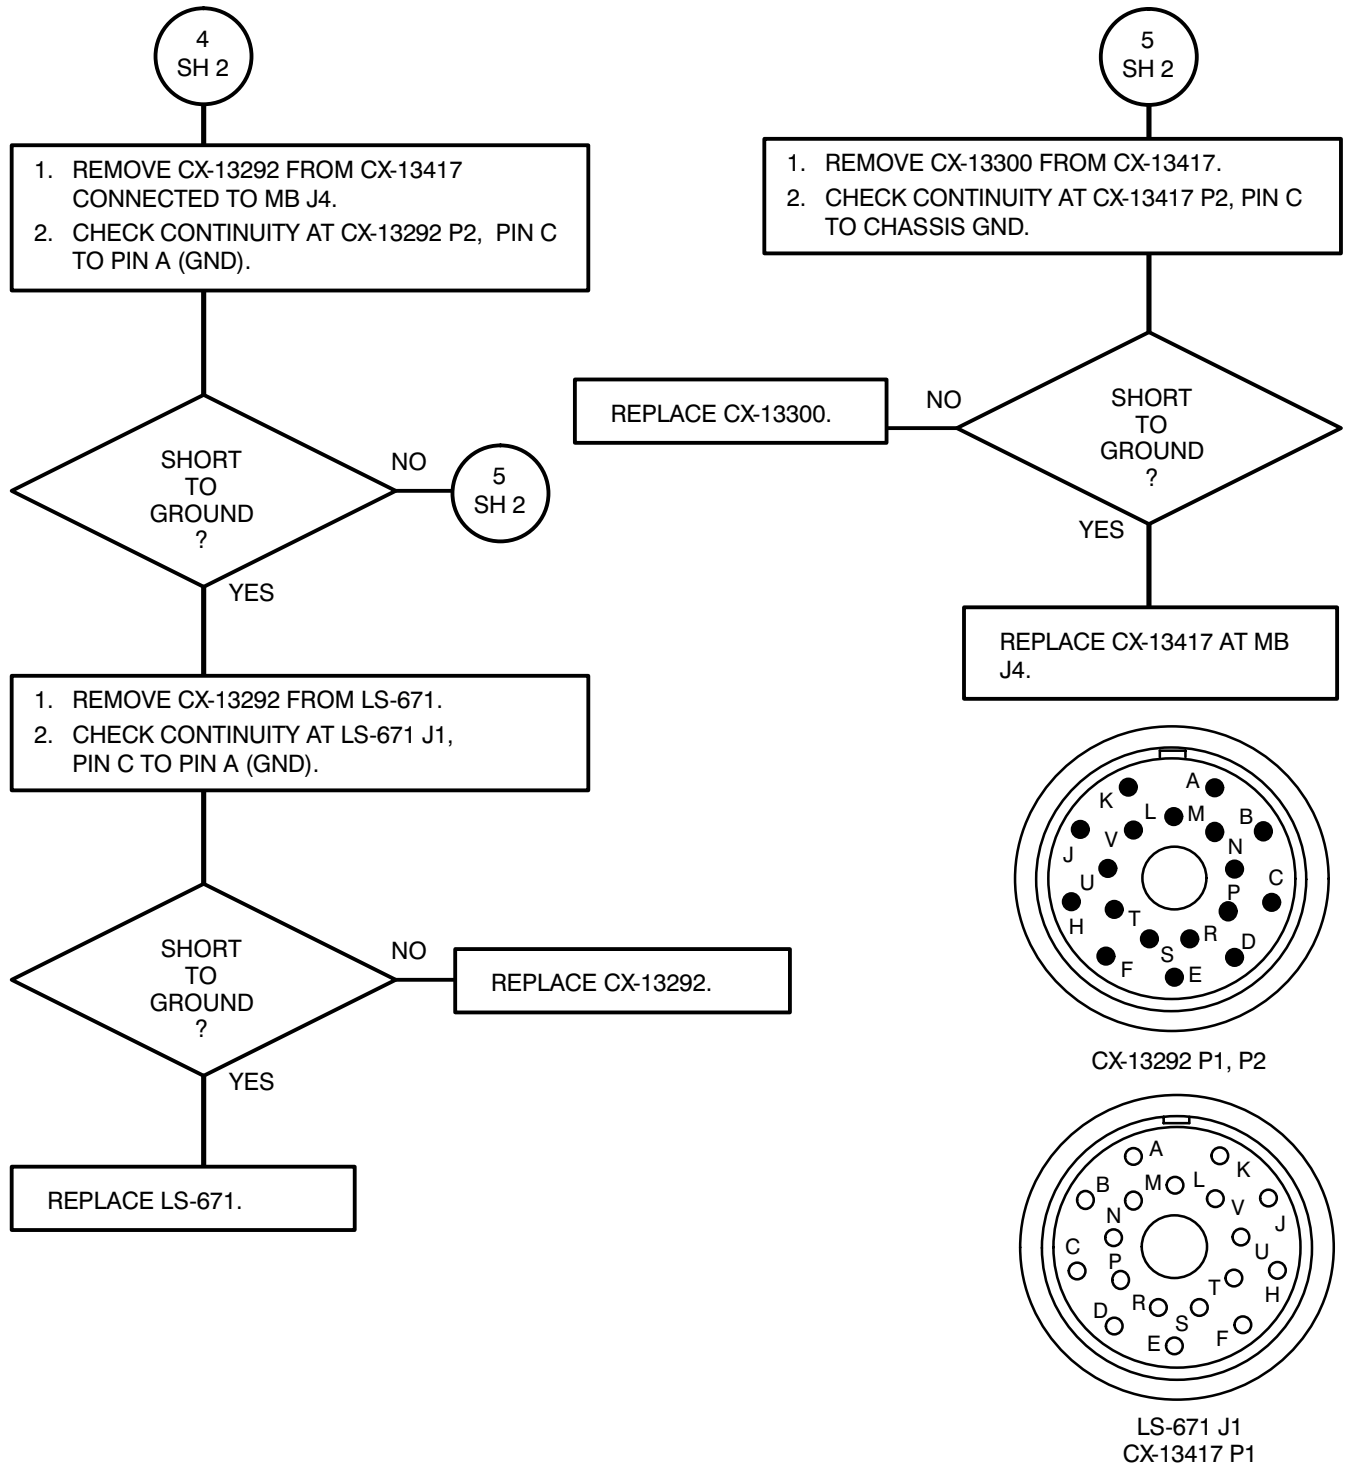 4
SH 2
1. REMOVE CX-13292 FROM CX-13417
CONNECTED TO MB J4.
2. CHECK CONTINUITY AT CX-13292 P2, PIN C
TO PIN A (GND).
SHORT
TO
GROUND
?
NO
5
SH 2
YES
1. REMOVE CX-13292 FROM LS-671.
2. CHECK CONTINUITY AT LS-671 J1,
PIN C TO PIN A (GND).
SHORT
TO
GROUND
?
NO
REPLACE CX-13292.
YES
REPLACE LS-671.
5
SH 2
1. REMOVE CX-13300 FROM CX-13417.
2. CHECK CONTINUITY AT CX-13417 P2, PIN C
TO CHASSIS GND.
SHORT
TO
GROUND
?
NO
REPLACE CX-13300.
YES
REPLACE CX-13417 AT MB
J4.
K A
L M B
J V N
U P C
H T R D
F S E
CX-13292 P1, P2
A K
B M L V J
N U
C P T H
D R S F
E
LS-671 J1
CX-13417 P1